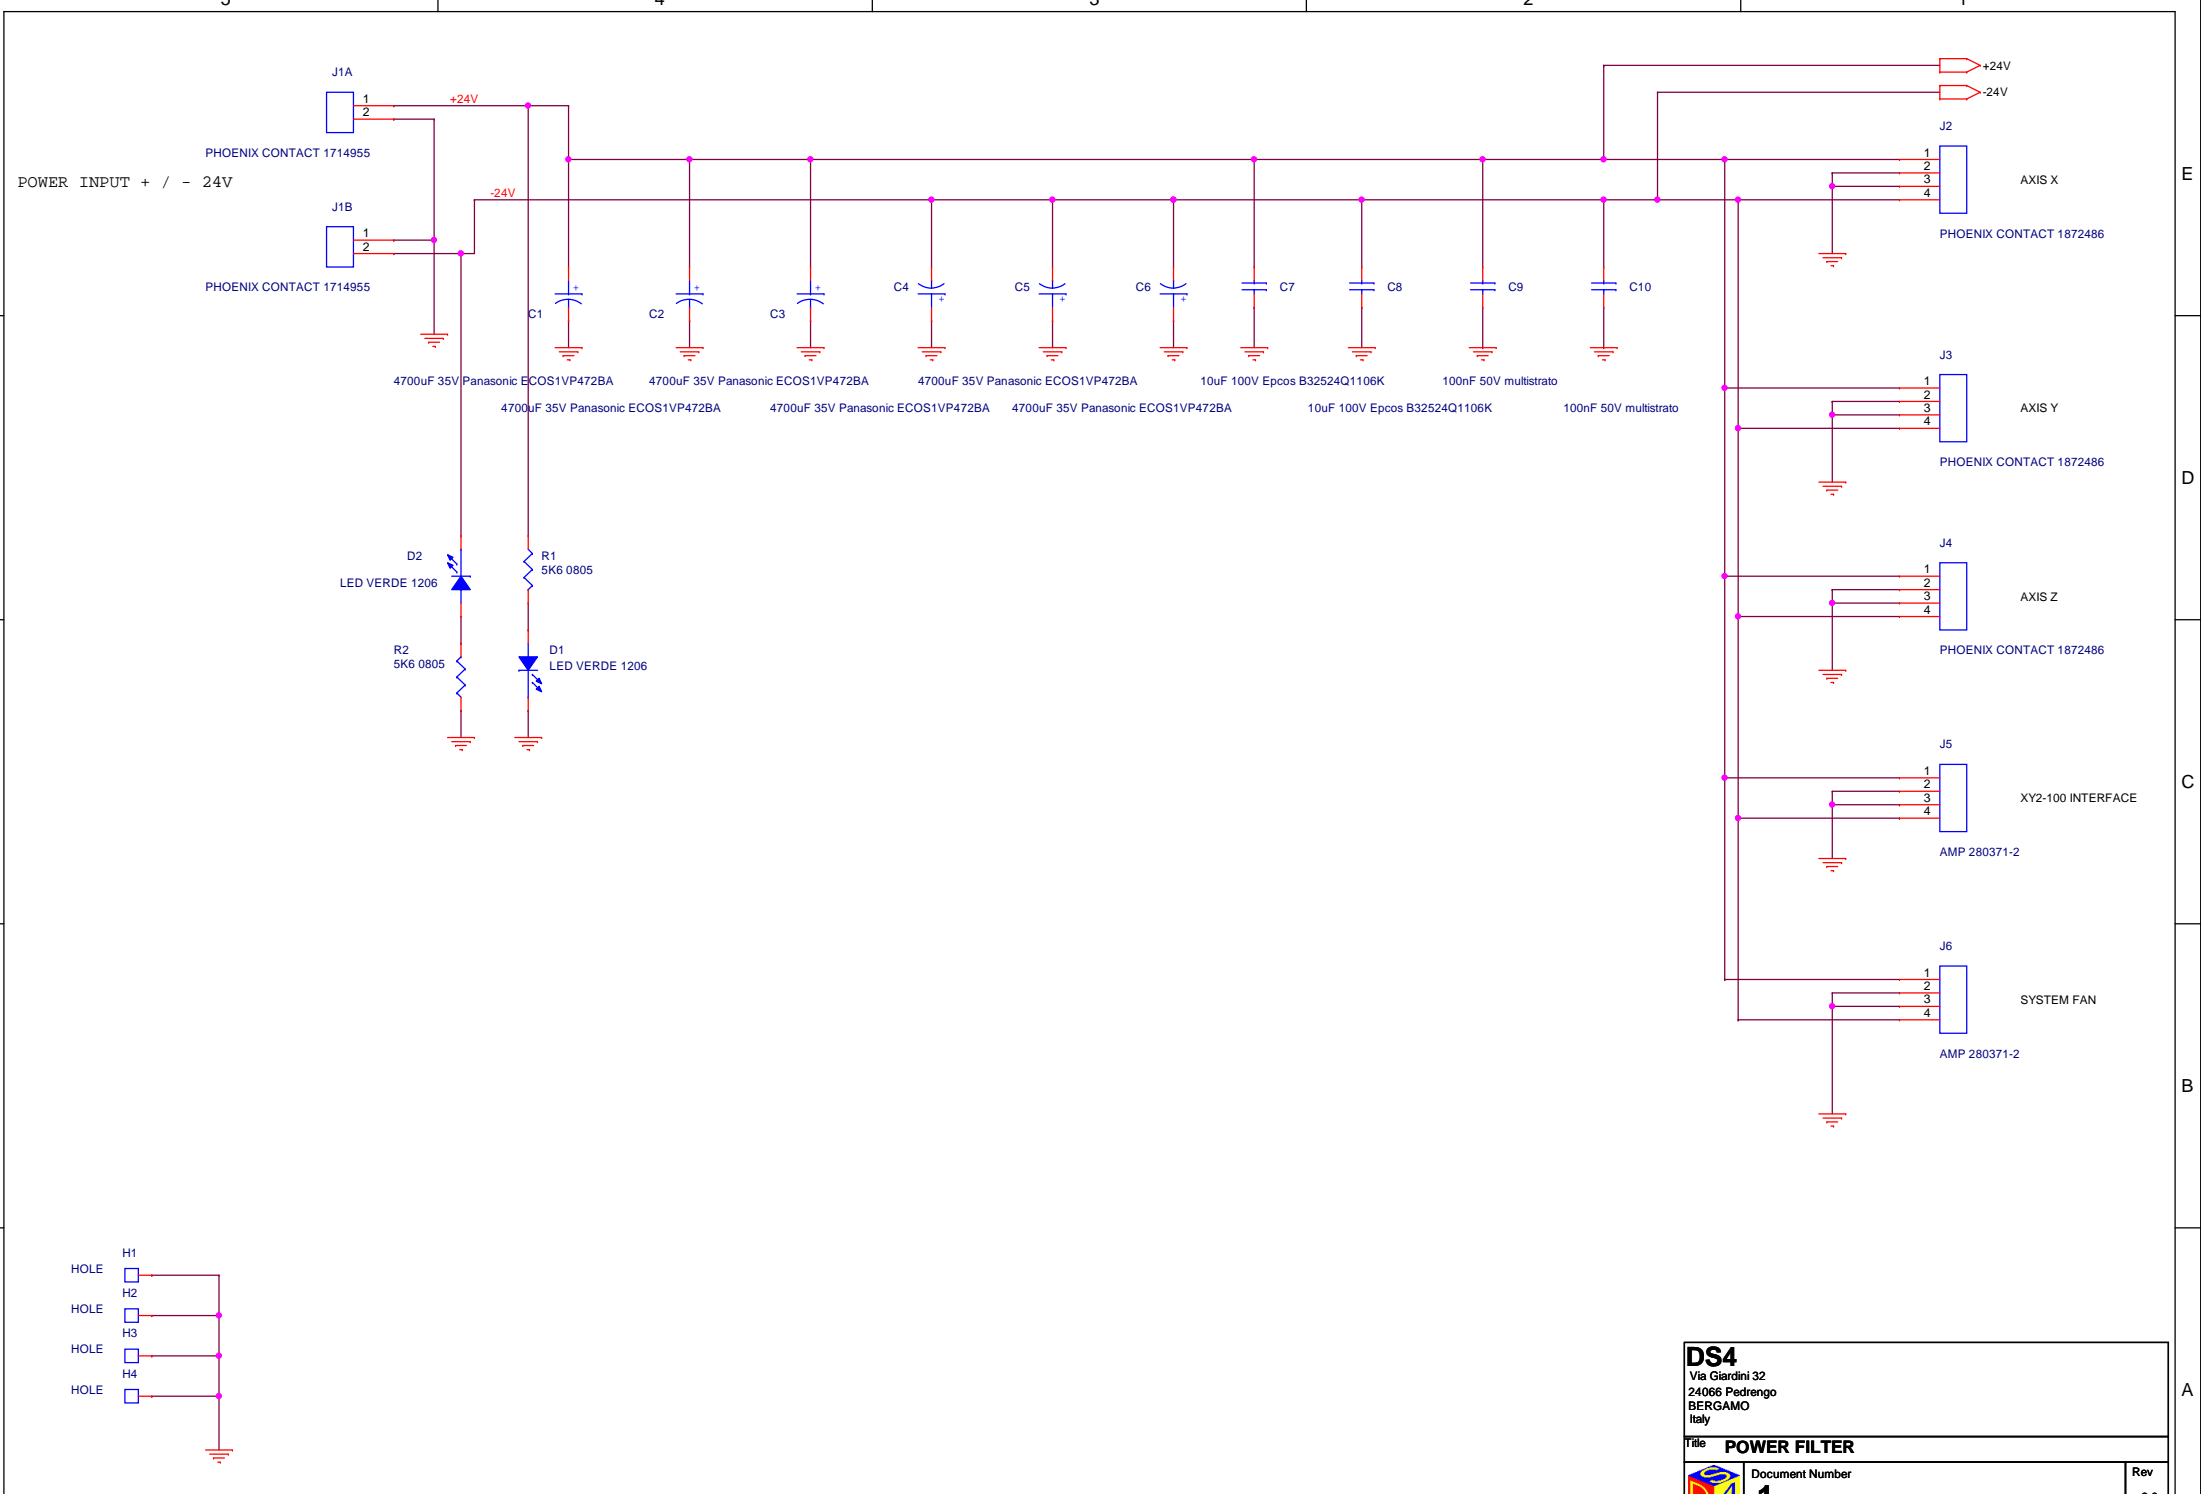 J1A
1
2
PHOENIX CONTACT 1714955
+24V
POWER INPUT + / - 24V
J1B
1
2
PHOENIX CONTACT 1714955
-24V
+24V
-24V
J2
1
2
3
4
AXIS X
PHOENIX CONTACT 1872486
E
C1
+
C2
+
C3
+
C4
+
C5
+
C6
+
C7
C8
C9
C10
4700uF 35V Panasonic ECOS1VP472BA
4700uF 35V Panasonic ECOS1VP472BA
4700uF 35V Panasonic ECOS1VP472BA
10uF 100V Epcos B32524Q1106K
100nF 50V multistrato
4700uF 35V Panasonic ECOS1VP472BA
4700uF 35V Panasonic ECOS1VP472BA
4700uF 35V Panasonic ECOS1VP472BA
10uF 100V Epcos B32524Q1106K
100nF 50V multistrato
J3
1
2
3
4
AXIS Y
PHOENIX CONTACT 1872486
D
D2
LED VERDE 1206
R1
5K6 0805
R2
5K6 0805
D1
LED VERDE 1206
J4
1
2
3
4
AXIS Z
PHOENIX CONTACT 1872486
J5
1
2
3
4
XY2-100 INTERFACE
AMP 280371-2
C
J6
1
2
3
4
SYSTEM FAN
AMP 280371-2
B
H1
HOLE
H2
HOLE
H3
HOLE
H4
HOLE
A
DS4
Via Giardini 32
24066 Pedrengo
BERGAMO
Italy
Title POWER FILTER
Document Number
Rev